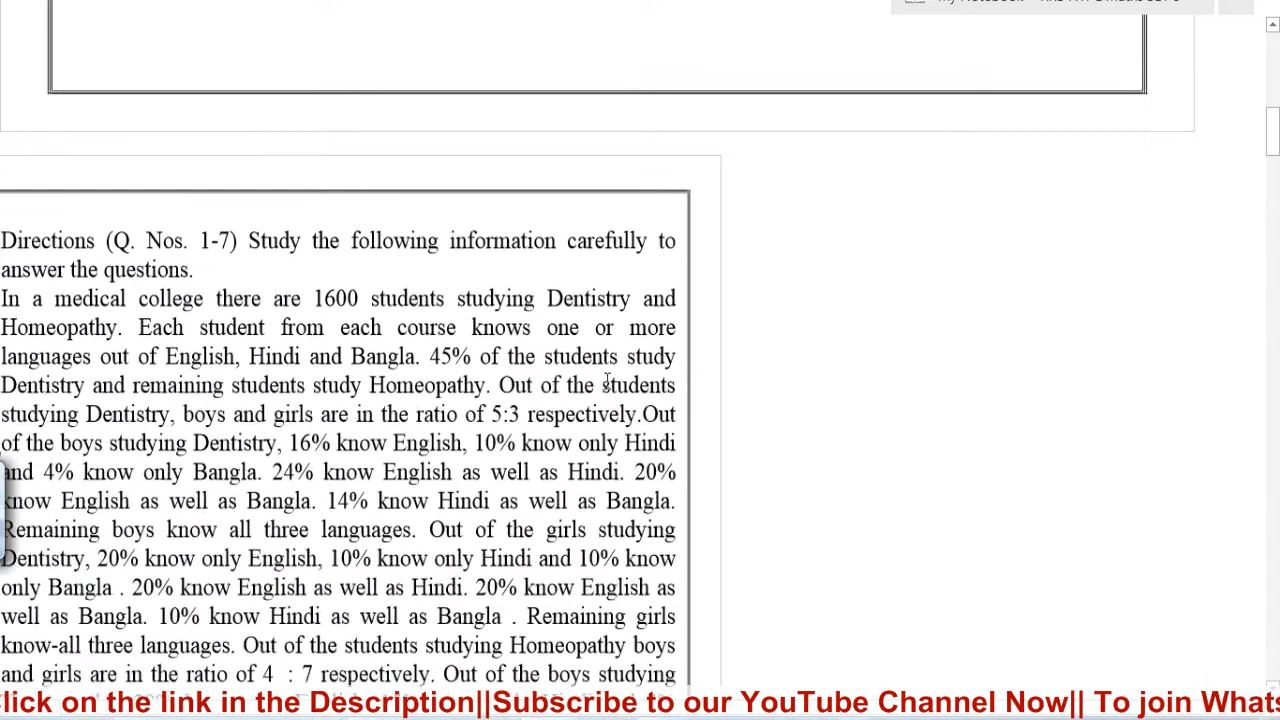 Directions (Q. Nos. 1-7) Study the following information carefully to
answer the questions.
In a medical college there are 1600 students studying Dentistry and
Homeopathy. Each student from each course knows one or more
languages out of English, Hindi and Bangla. 45% of the students study
Dentistry and remaining students study Homeopathy. Out of the students
studying Dentistry, boys and girls are in the ratio of 5:3 respectively.Out
of the boys studying Dentistry, 16% know English, 10% know only Hindi
and 4% know only Bangla. 24% know English as well as Hindi. 20%
know English as well as Bangla. 14% know Hindi as well as Bangla.
Remaining boys know all three languages. Out of the girls studying
Dentistry, 20% know only English, 10% know only Hindi and 10% know
only Bangla . 20% know English as well as Hindi. 20% know English as
well as Bangla. 10% know Hindi as well as Bangla . Remaining girls
know-all three languages. Out of the students studying Homeopathy boys
and girls are in the ratio of 4 : 7 respectively. Out of the boys studying
Click on the link in the Description||Subscribe to our YouTube Channel Now|| To join Whats